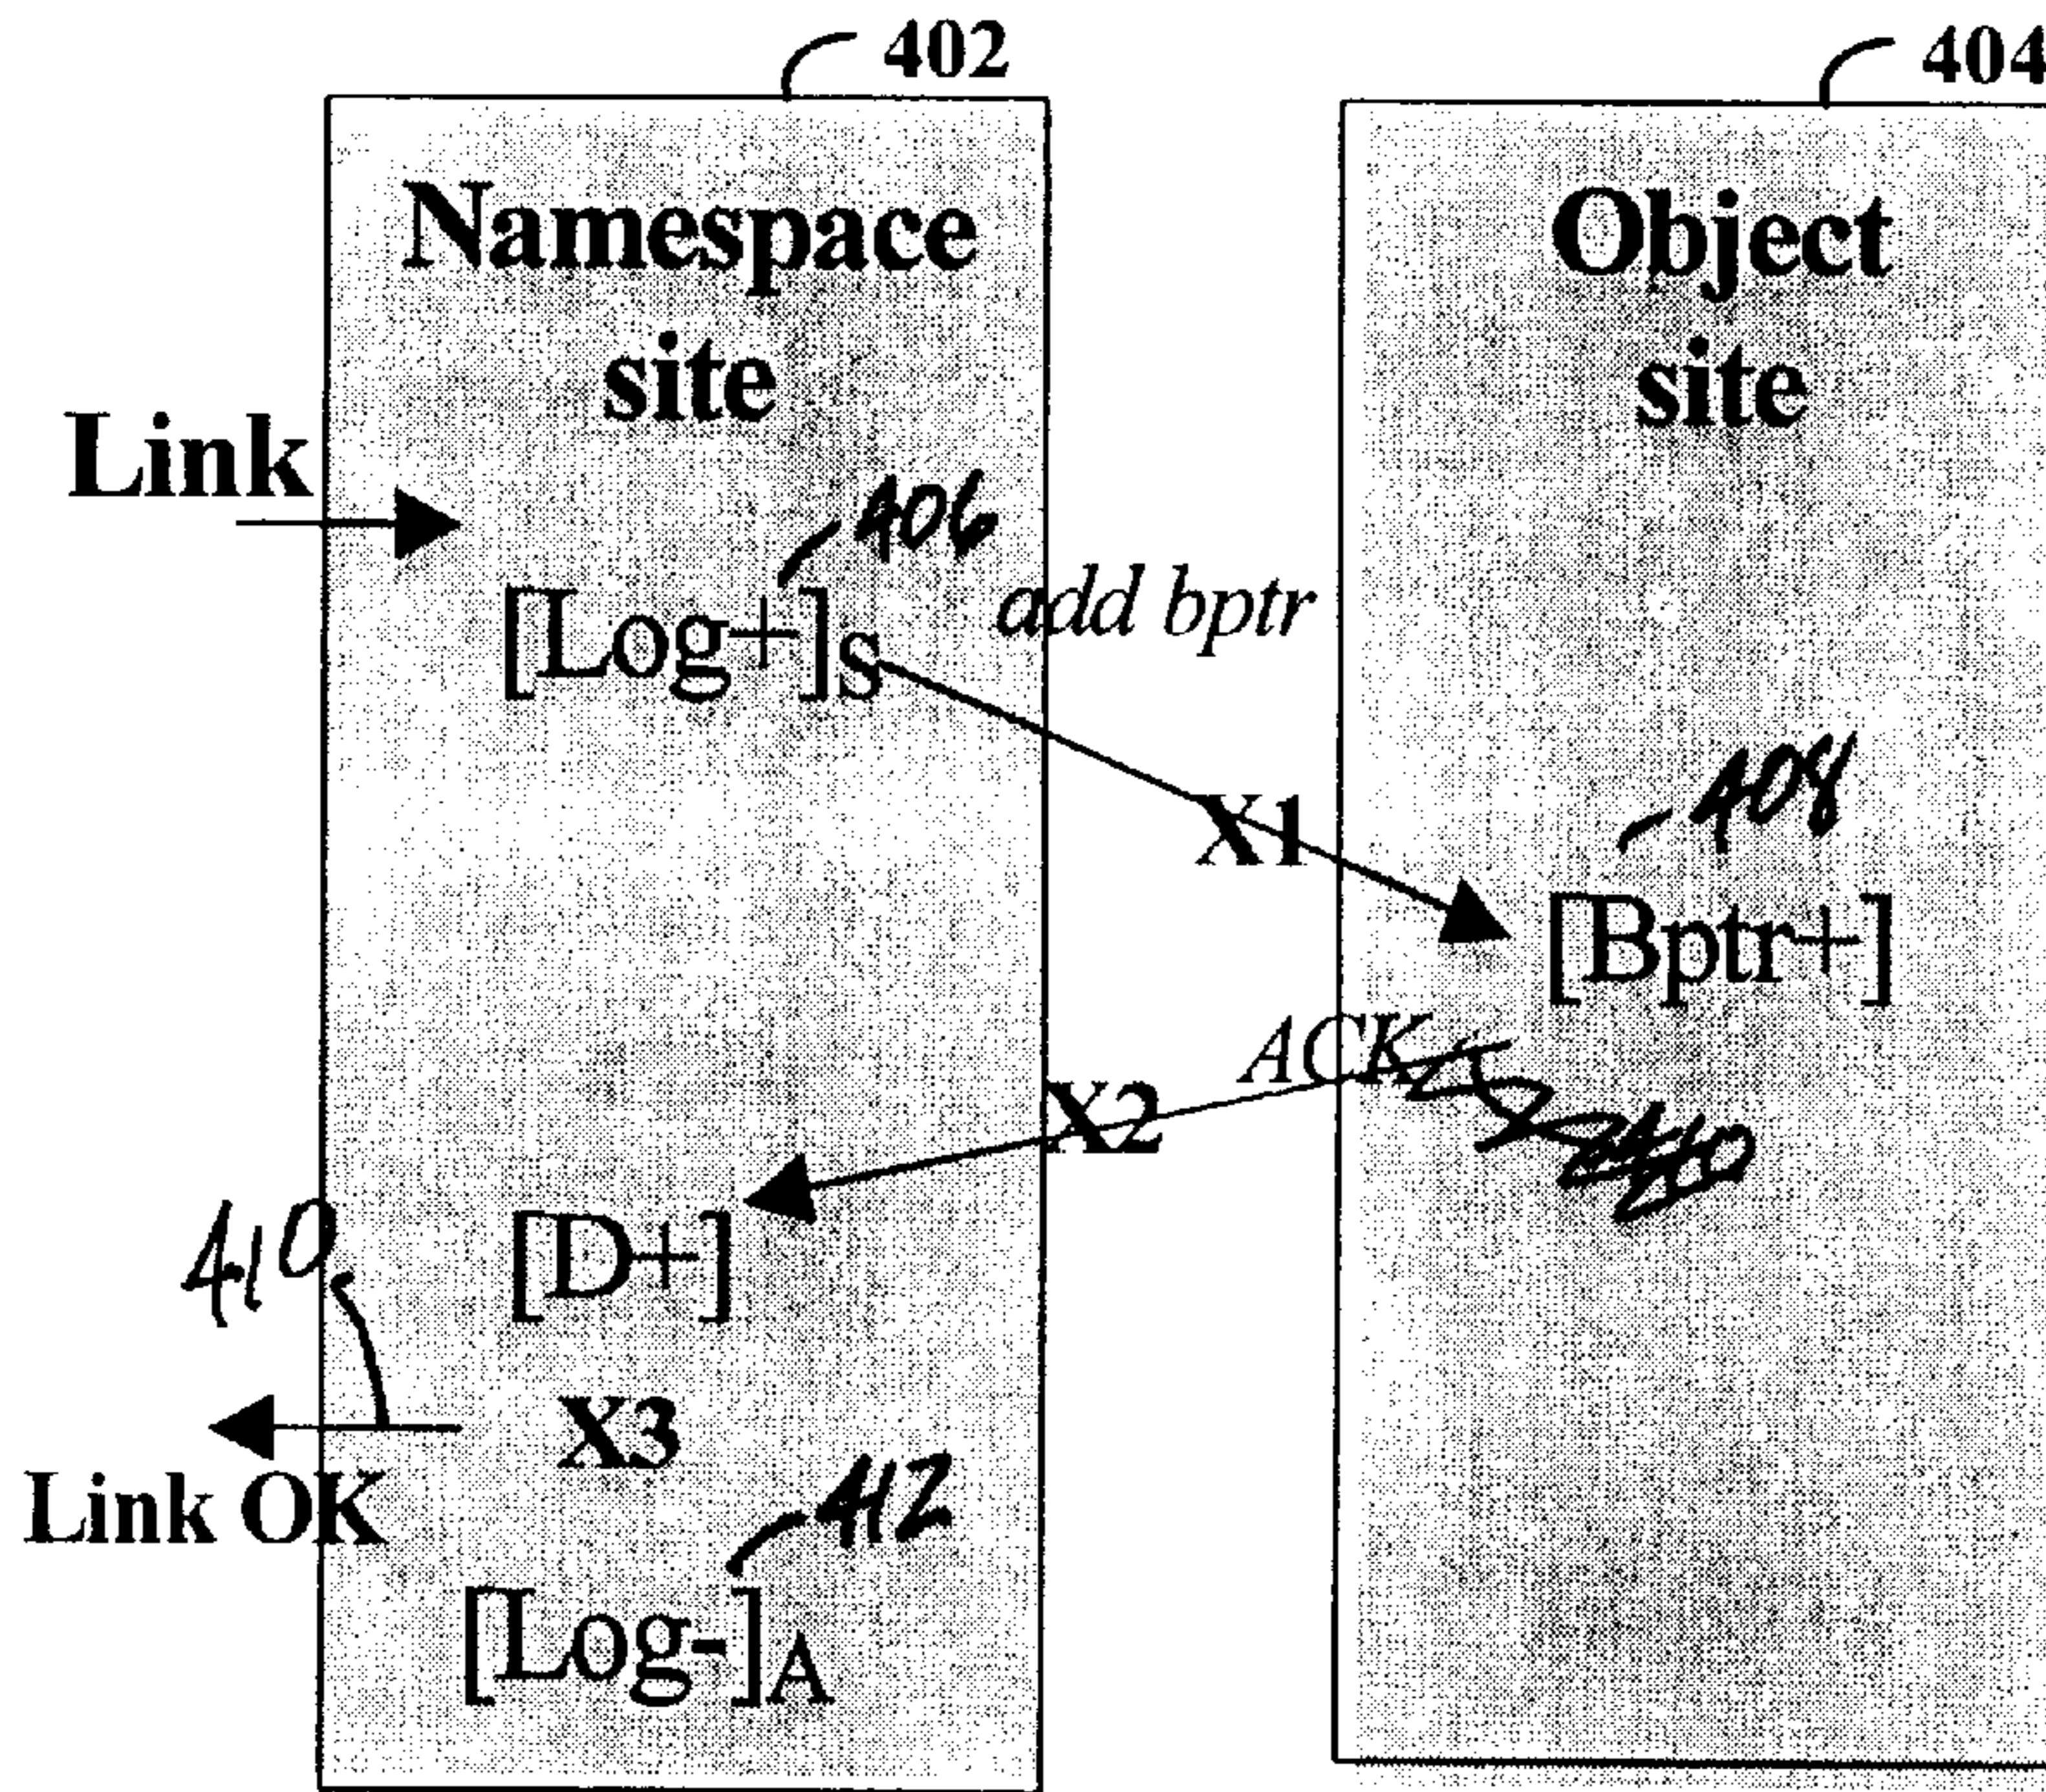 402
404
Namespace
site
Object
site
Link
406
[Log+]S
add bptr
X1
408
[Bptr+]
ACK
X2
410
[D+]
X3
Link OK
412
[Log-]A